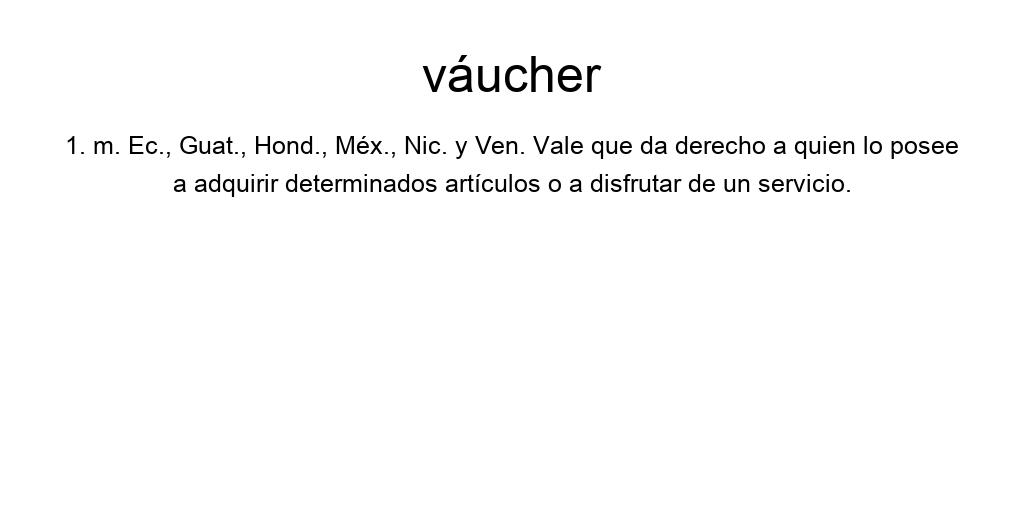 váucher
1. m. Ec., Guat., Hond., Méx., Nic. y Ven. Vale que da derecho a quien lo posee
a adquirir determinados artículos o a disfrutar de un servicio.